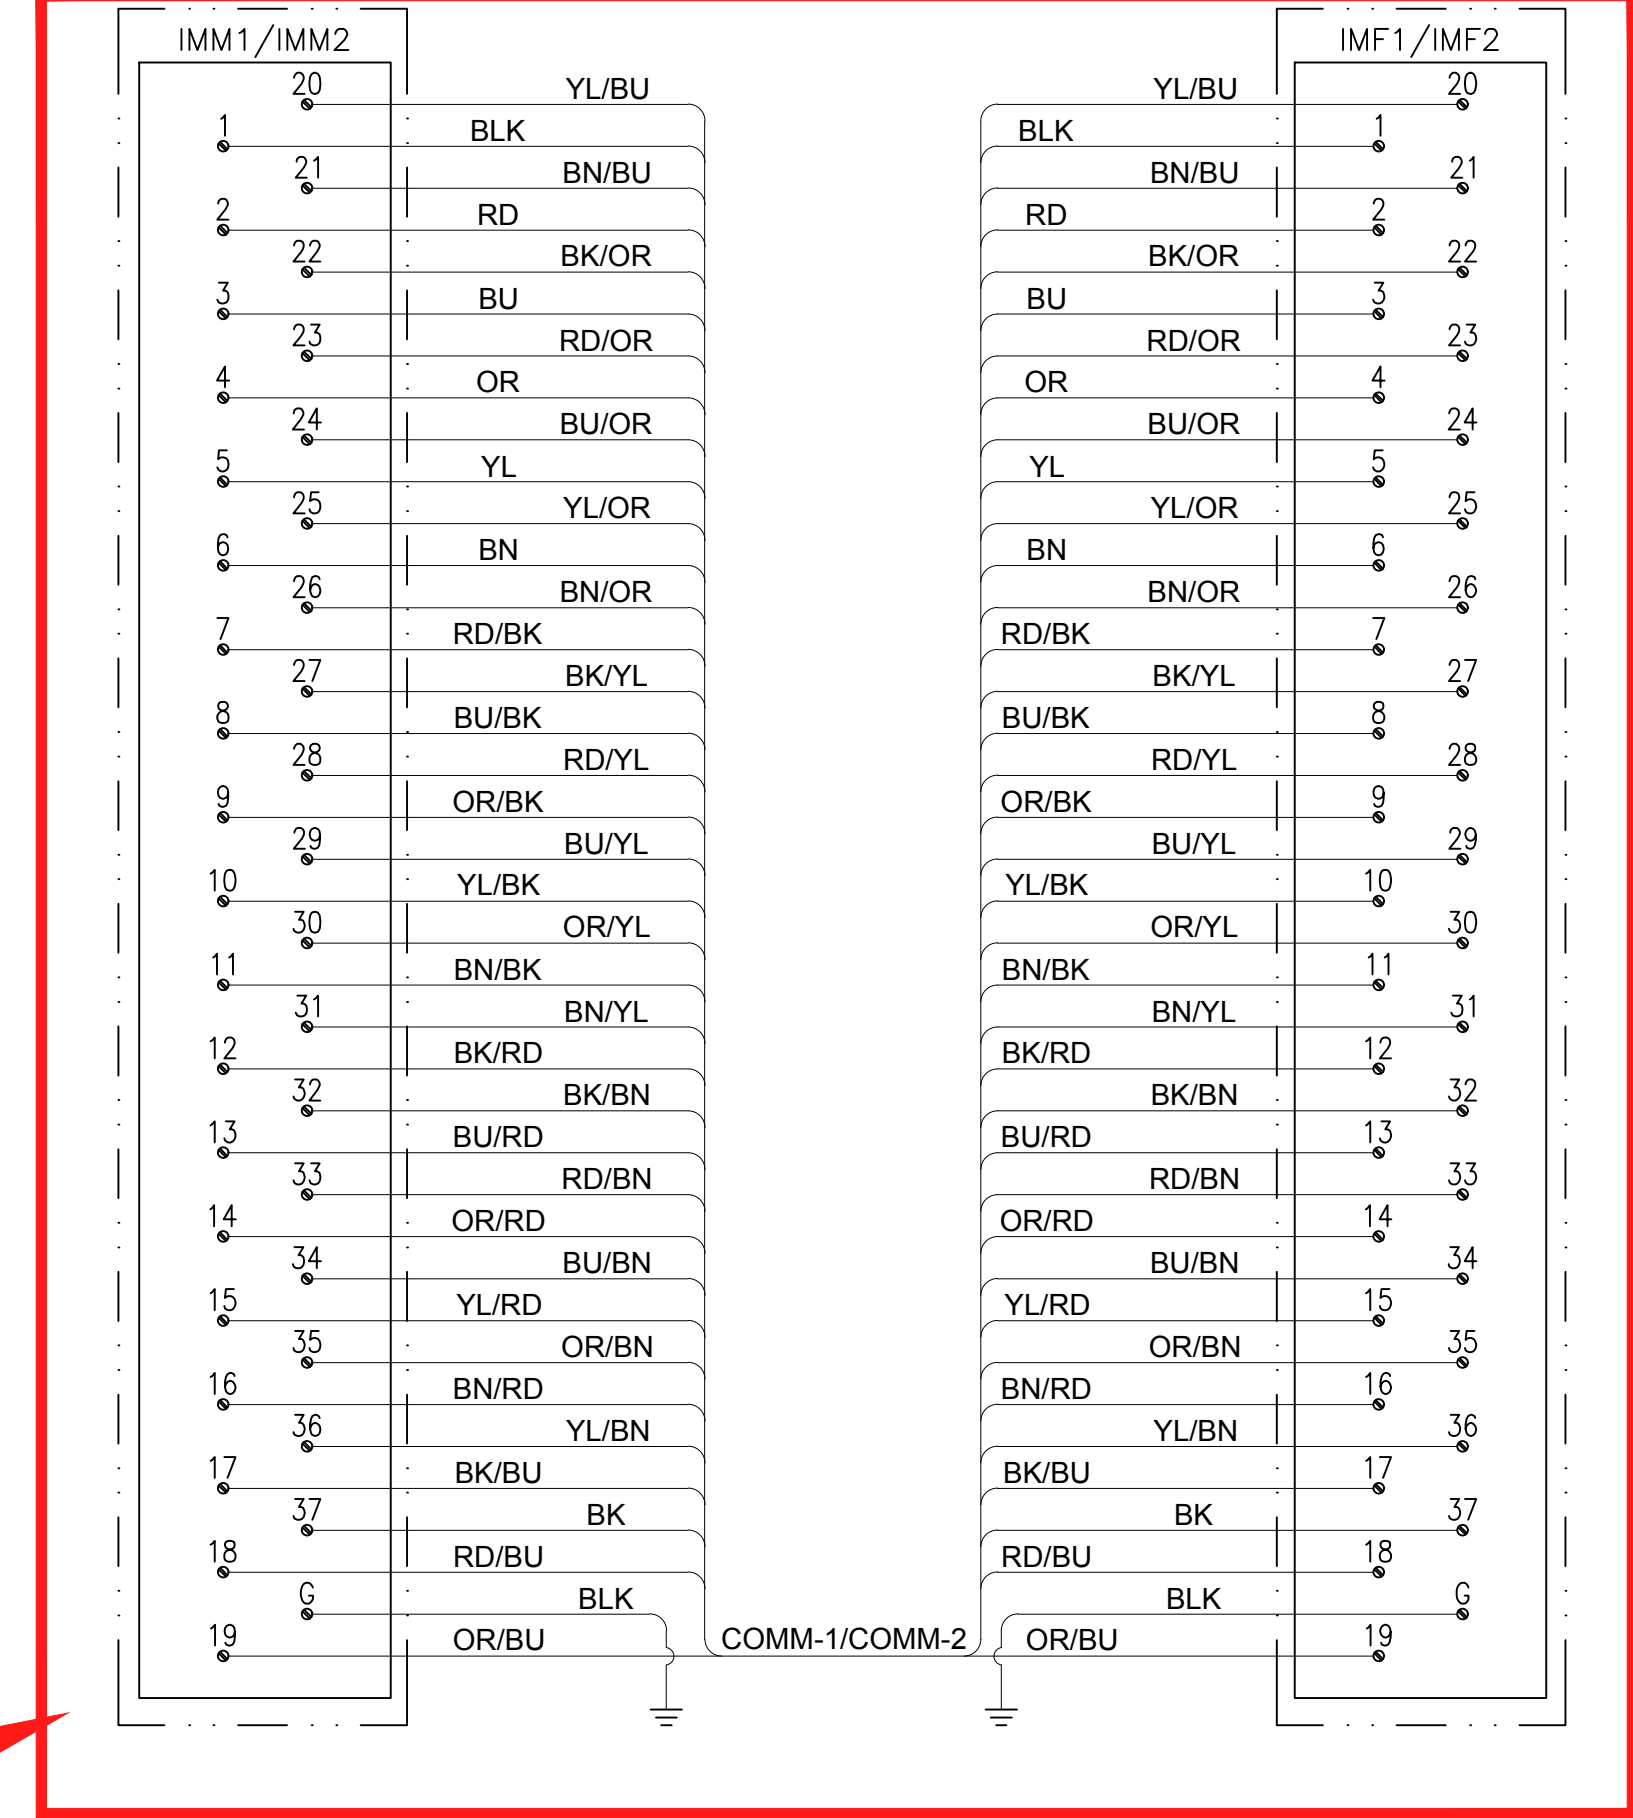 IMM1/IMM2 IMF1/IMF2
20 YL/BU YL/BU 20
1 BLK BLK 1
21 BN/BU BN/BU 21
2 RD RD 2
22 BK/OR BK/OR 22
3 BU BU 3
23 RD/OR RD/OR 23
4 OR OR 4
24 BU/OR BU/OR 24
5 YL YL 5
25 YL/OR YL/OR 25
6 BN BN 6
26 BN/OR BN/OR 26
7 RD/BK RD/BK 7
27 BK/YL BK/YL 27
8 BU/BK BU/BK 8
28 RD/YL RD/YL 28
9 OR/BK OR/BK 9
29 BU/YL BU/YL 29
10 YL/BK YL/BK 10
30 OR/YL OR/YL 30
11 BN/BK BN/BK 11
31 BN/YL BN/YL 31
12 BK/RD BK/RD 12
32 BK/BN BK/BN 32
13 BU/RD BU/RD 13
33 RD/BN RD/BN 33
14 OR/RD OR/RD 14
34 BU/BN BU/BN 34
15 YL/RD YL/RD 15
35 OR/BN OR/BN 35
16 BN/RD BN/RD 16
36 YL/BN YL/BN 36
17 BK/BU BK/BU 17
37 BK BK 37
18 RD/BU RD/BU 18
G BLK BLK G
19 OR/BU COMM-1/COMM-2 OR/BU 19